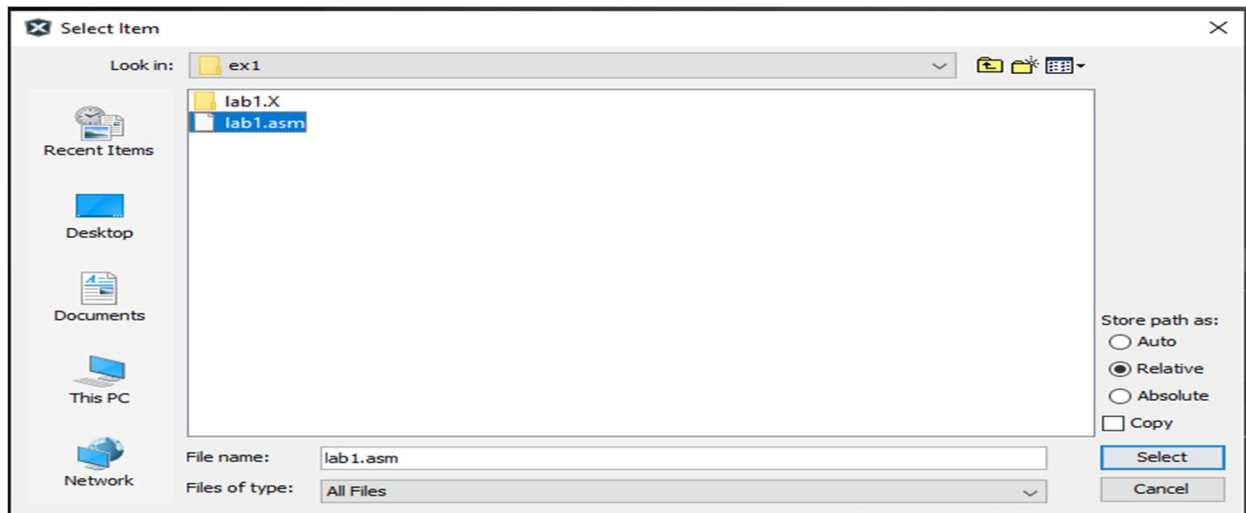 Select Item
Look in:
ex1
lab1.X
lab1.asm
Recent Items
Desktop
Documents
This PC
Network
Store path as:
Auto
Relative
Absolute
Copy
File name:
lab1.asm
Select
Files of type:
All Files
Cancel